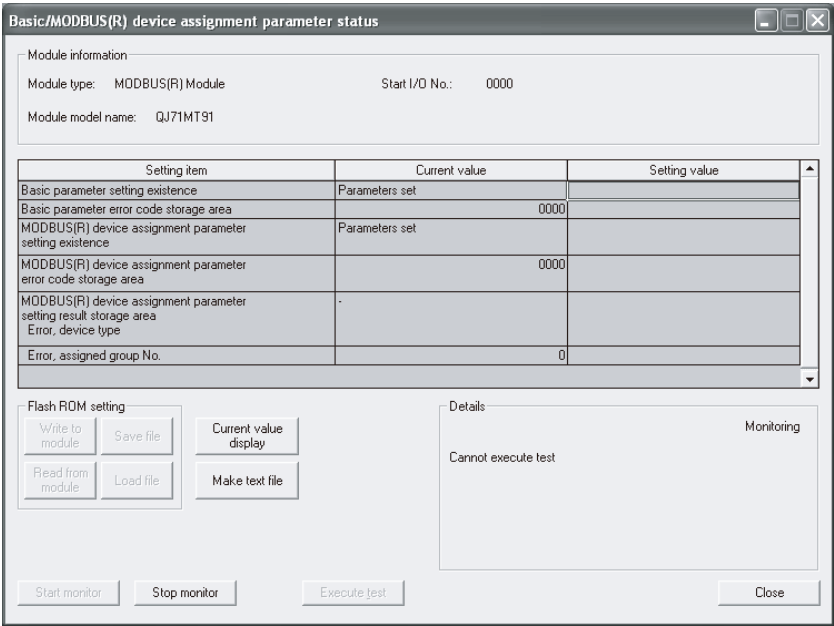 Basic/MODBUS(R) device assignment parameter status
Module information
Module type: MODBUS(R) Module Start I/O No.: 0000
Module model name: QJ71MT91
Setting item Current value Setting value
Basic parameter setting existence Parameters set
Basic parameter error code storage area 0000
MODBUS(R) device assignment parameter Parameters set
setting existence
MODBUS(R) device assignment parameter 0000
error code storage area
MODBUS(R) device assignment parameter -
setting result storage area
Error, device type
Error, assigned group No. 0
Flash ROM setting
Write to
module
Save file
Current value
display
Read from
module
Load file
Make text file
Details
Monitoring
Cannot execute test
Start monitor Stop monitor Execute test Close